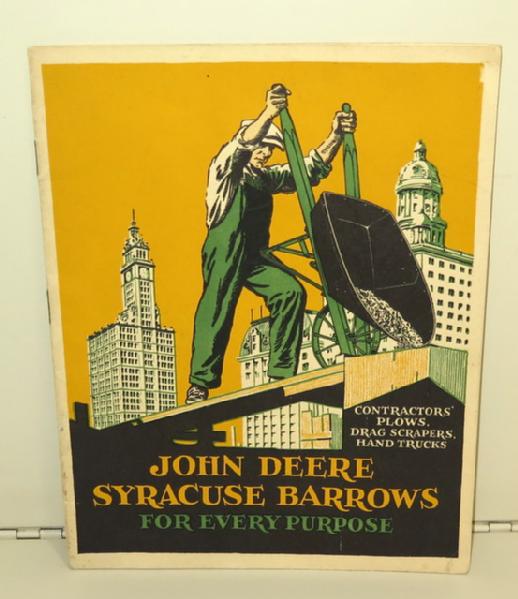 CONTRACTORS'
PLOWS,
DRAG SCRAPERS,
HAND TRUCKS
JOHN DEERE
SYRACUSE BARROWS
FOR EVERY PURPOSE